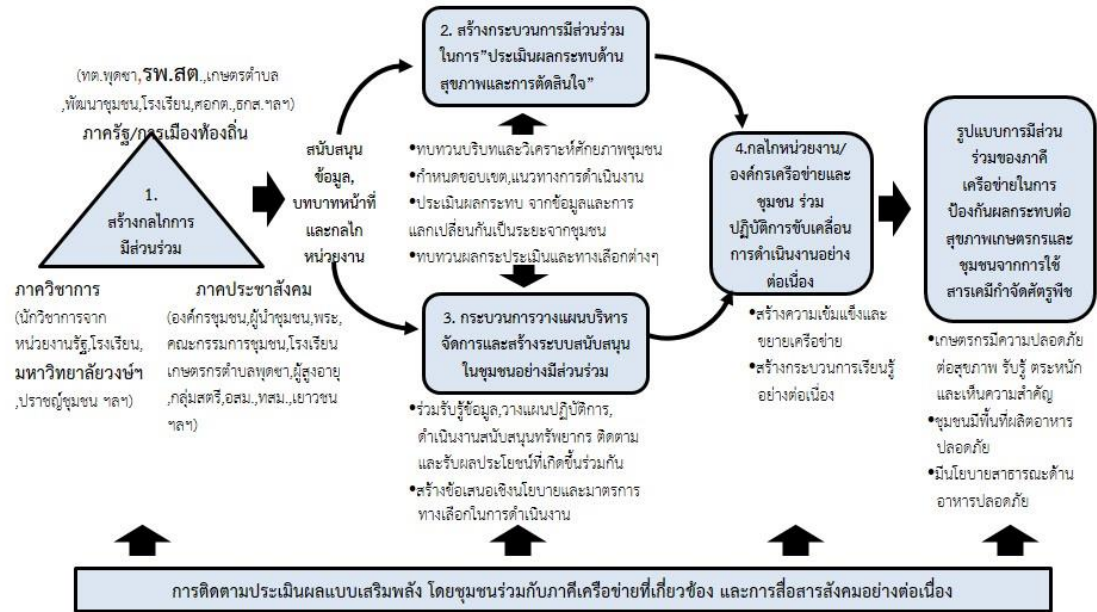 (ทต.พุดซา,รพ.สต.,เกษตรตำบล
,พัฒนาชุมชน,โรงเรียน,ศอกต.,ธกส.ฯลฯ)
ภาครัฐ/การเมืองท้องถิ่น
1.
สร้างกลไกการ
มีส่วนร่วม
ภาควิชาการ
(นักวิชาการจาก
หน่วยงานรัฐ,โรงเรียน,
มหาวิทยาลัยวงษ์ฯ
,ปราชญ์ชุมชน ฯลฯ)
ภาคประชาสังคม
(องค์กรชุมชน,ผู้นำชุมชน,พระ,
คณะกรรมการชุมชน,โรงเรียน
เกษตรกรตำบลพุดซา,ผู้สูงอายุ
,กลุ่มสตรี,อสม.,ทสม.,เยาวชน
ฯลฯ)
สนับสนุน
ข้อมูล,
บทบาทหน้าที่
และกลไก
หน่วยงาน
2. สร้างกระบวนการมีส่วนร่วม
ในการ"ประเมินผลกระทบด้าน
สุขภาพและการตัดสินใจ"
•ทบทวนบริบทและวิเคราะห์ศักยภาพชุมชน
•กำหนดขอบเขต,แนวทางการดำเนินงาน
•ประเมินผลกระทบ จากข้อมูลและการ
แลกเปลี่ยนกันเป็นระยะจากชุมชน
•ทบทวนผลกระประเมินและทางเลือกต่างๆ
3. กระบวนการวางแผนบริหาร
จัดการและสร้างระบบสนับสนุน
ในชุมชนอย่างมีส่วนร่วม
•ร่วมรับรู้ข้อมูล,วางแผนปฏิบัติการ,
ดำเนินงานสนับสนุนทรัพยากร ติดตาม
และรับผลประโยชน์ที่เกิดขึ้นร่วมกัน
•สร้างข้อเสนอเชิงนโยบายและมาตรการ
ทางเลือกในการดำเนินงาน
4.กลไกหน่วยงาน/
องค์กรเครือข่ายและ
ชุมชน ร่วม
ปฏิบัติการขับเคลื่อน
การดำเนินงานอย่าง
ต่อเนื่อง
•สร้างความเข้มแข็งและ
ขยายเครือข่าย
•สร้างกระบวนการเรียนรู้
อย่างต่อเนื่อง
รูปแบบการมีส่วน
ร่วมของภาคี
เครือข่ายในการ
ป้องกันผลกระทบต่อ
สุขภาพเกษตกรและ
ชุมชนจากการใช้
สารเคมีกำจัดศัตรูพืช
•เกษตกรมีความปลอดภัย
ต่อสุขภาพ รับรู้ ตระหนัก
และเห็นความสำคัญ
•ชุมชนมีพื้นที่ผลิตอาหาร
ปลอดภัย
•มีนโยบายสาธารณะด้าน
อาหารปลอดภัย
การติดตามประเมินผลแบบเสริมพลัง โดยชุมชนร่วมกับภาคีเครือข่ายที่เกี่ยวข้อง และการสื่อสารสังคมอย่างต่อเนื่อง